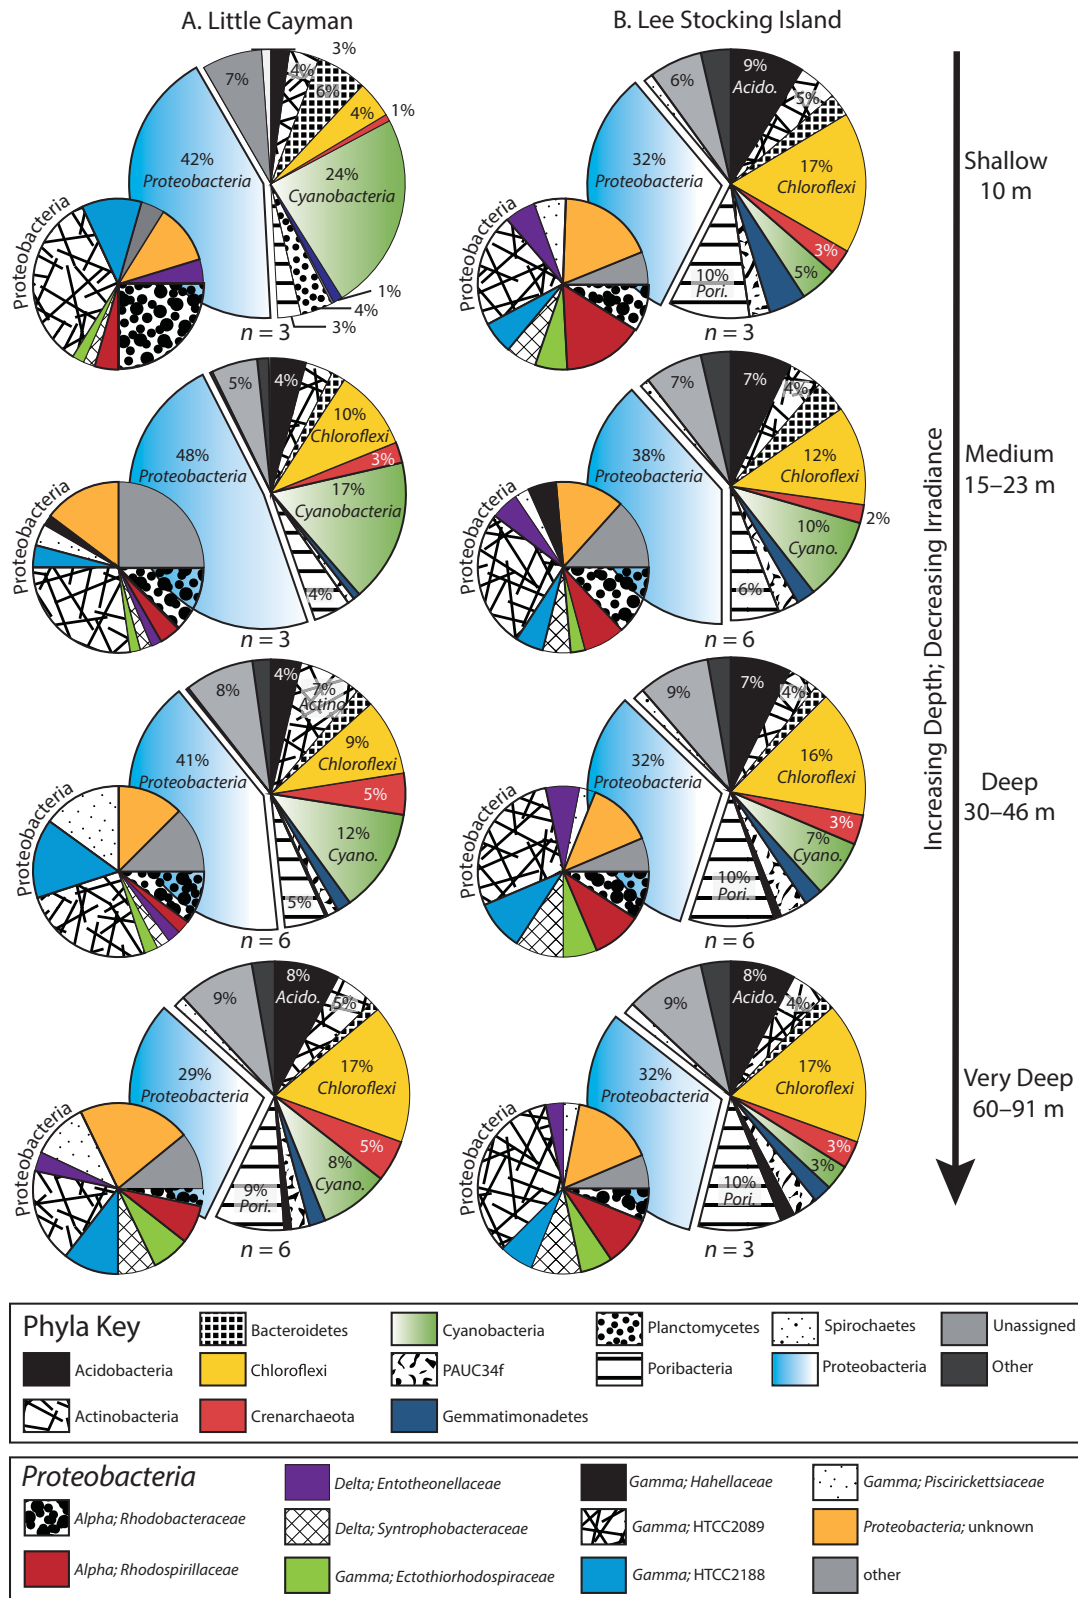 A. Little Cayman
B. Lee Stocking Island
3%
4%
6%
4%
1%
24%
Cyanobacteria
1%
4%
3%
42%
Proteobacteria
7%
Proteobacteria
n = 3
9%
Acido.
5%
17%
Chloroflexi
3%
5%
10%
Pori.
32%
Proteobacteria
6%
Proteobacteria
n = 3
Shallow
10 m
5%
4%
10%
Chloroflexi
3%
17%
Cyanobacteria
4%
48%
Proteobacteria
Proteobacteria
n = 3
7%
7%
4%
12%
Chloroflexi
2%
10%
Cyano.
6%
38%
Proteobacteria
Proteobacteria
n = 6
Medium
15–23 m
8%
4%
7%
Actino.
9%
Chloroflexi
5%
12%
Cyano.
5%
41%
Proteobacteria
Proteobacteria
n = 6
9%
7%
4%
16%
Chloroflexi
3%
7%
Cyano.
10%
Pori.
32%
Proteobacteria
Proteobacteria
n = 6
Deep
30–46 m
9%
8%
Acido.
5%
17%
Chloroflexi
5%
8%
Cyano.
9%
Pori.
29%
Proteobacteria
Proteobacteria
n = 6
9%
8%
Acido.
4%
17%
Chloroflexi
3%
3%
10%
Pori.
32%
Proteobacteria
Proteobacteria
n = 3
Very Deep
60–91 m
Increasing Depth; Decreasing Irradiance
Phyla Key
Acidobacteria
Actinobacteria
Bacteroidetes
Chloroflexi
Crenarchaeota
Cyanobacteria
PAUC34f
Gemmatimonadetes
Planctomycetes
Poribacteria
Spirochaetes
Proteobacteria
Unassigned
Other
Proteobacteria
Alpha; Rhodobacteraceae
Alpha; Rhodospirillaceae
Delta; Entotheonellaceae
Delta; Syntrophobacteraceae
Gamma; Ectothiorhodospiraceae
Gamma; Hahellaceae
Gamma; HTCC2089
Gamma; HTCC2188
Gamma; Piscirickettsiaceae
Proteobacteria; unknown
other